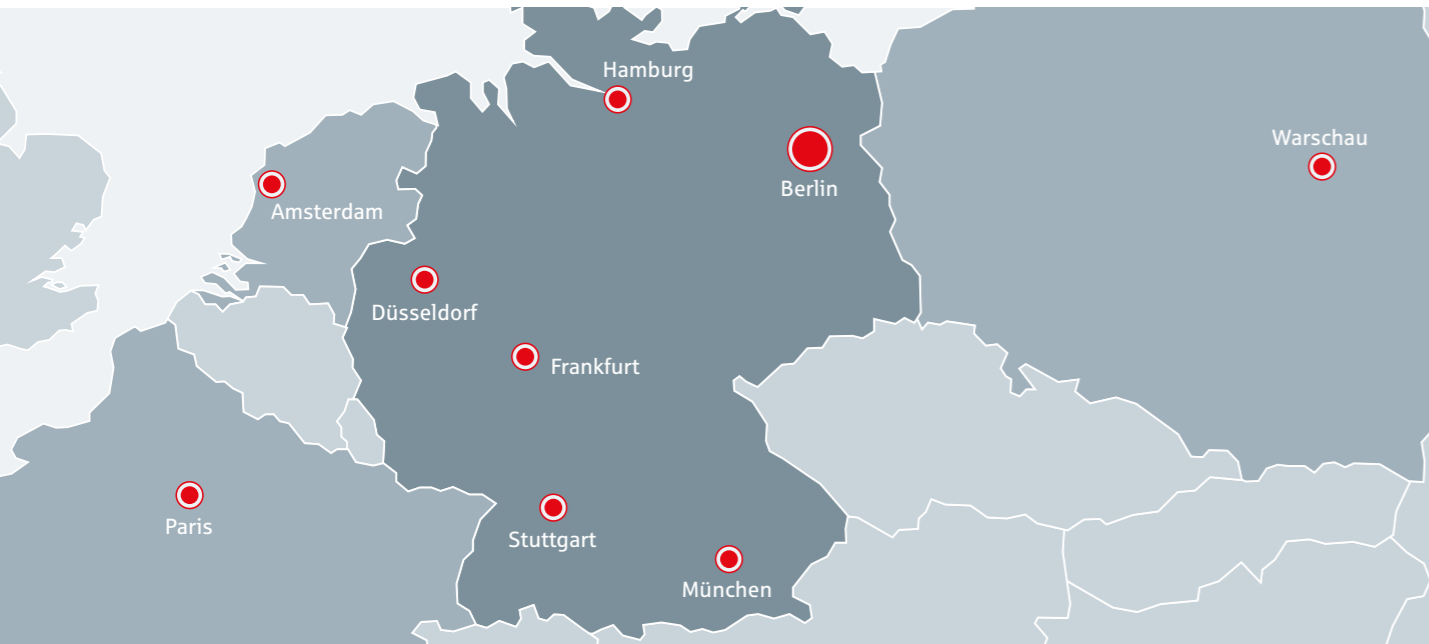 Hamburg
Warschau
Berlin
Amsterdam
Düsseldorf
Frankfurt
Paris
Stuttgart
München